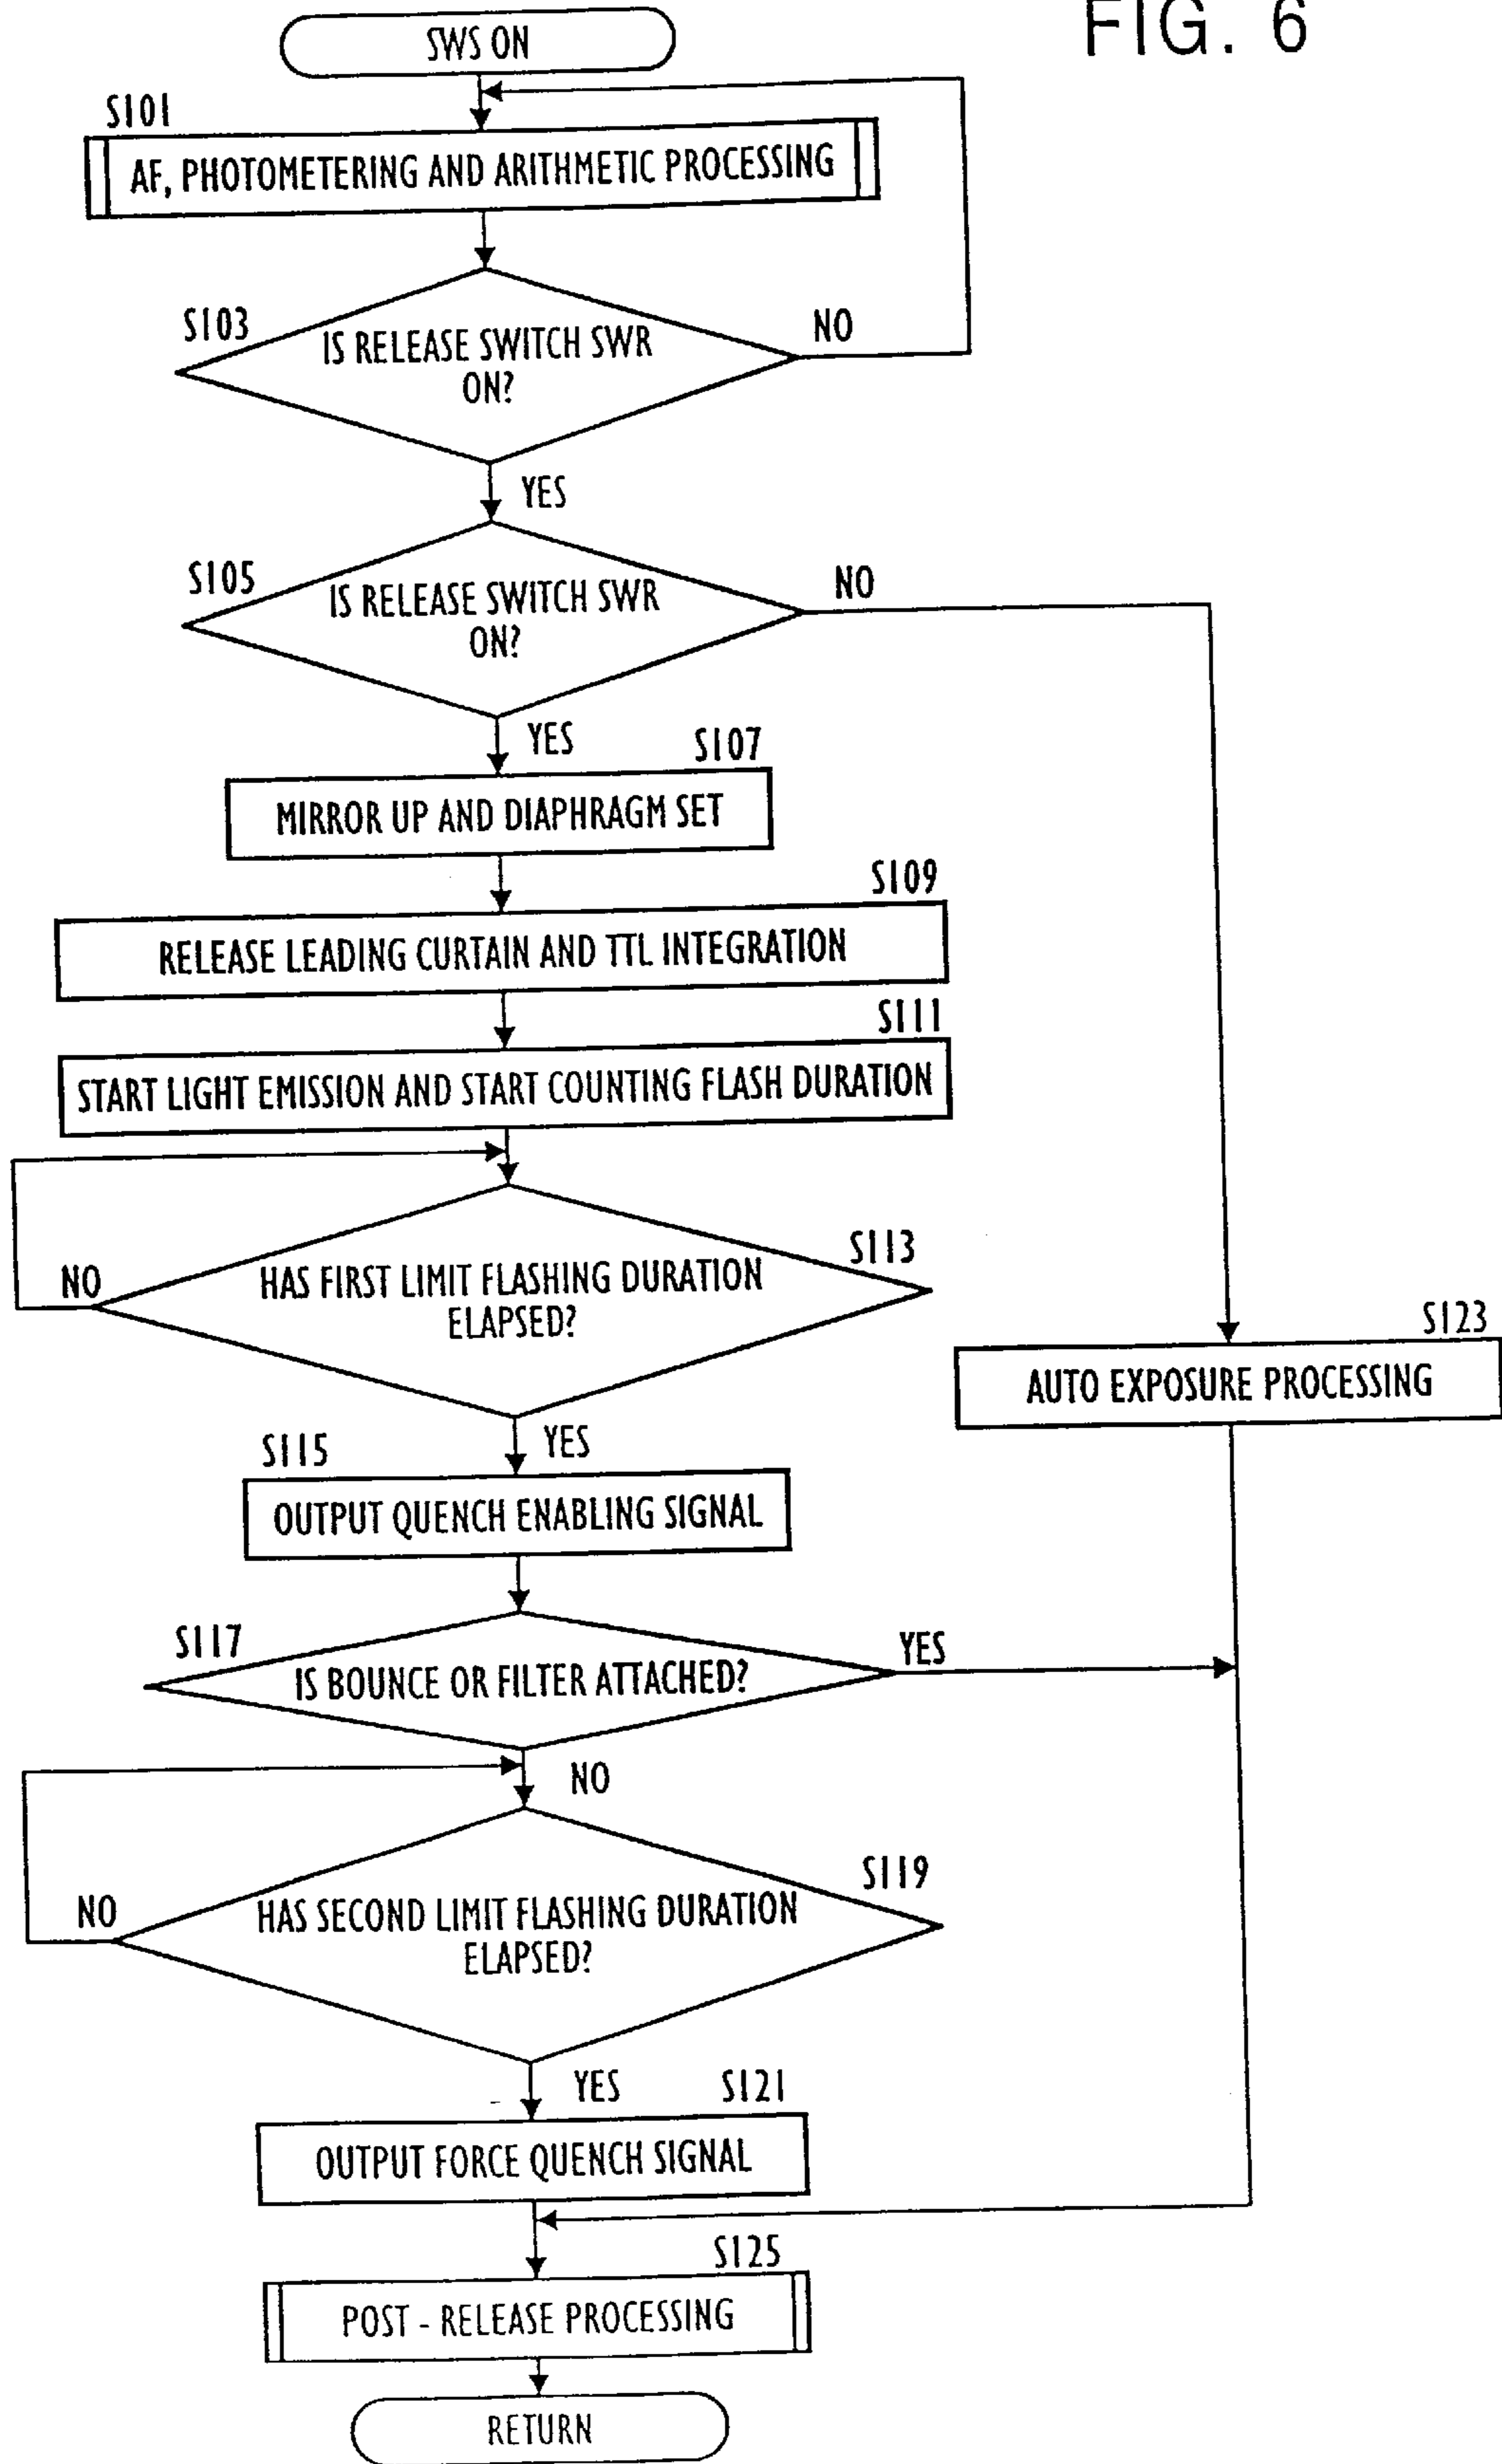 FIG. 6
SWS ON
S101
AF, PHOTOMETERING AND ARITHMETIC PROCESSING
S103
IS RELEASE SWITCH SWR
ON?
NO
YES
S105
IS RELEASE SWITCH SWR
ON?
NO
YES
S107
MIRROR UP AND DIAPHRAGM SET
S109
RELEASE LEADING CURTAIN AND TTL INTEGRATION
S111
START LIGHT EMISSION AND START COUNTING FLASH DURATION
S113
HAS FIRST LIMIT FLASHING DURATION
ELAPSED?
NO
YES
S123
AUTO EXPOSURE PROCESSING
S115
OUTPUT QUENCH ENABLING SIGNAL
S117
IS BOUNCE OR FILTER ATTACHED?
YES
NO
S119
HAS SECOND LIMIT FLASHING DURATION
ELAPSED?
NO
YES
S121
OUTPUT FORCE QUENCH SIGNAL
S125
POST - RELEASE PROCESSING
RETURN